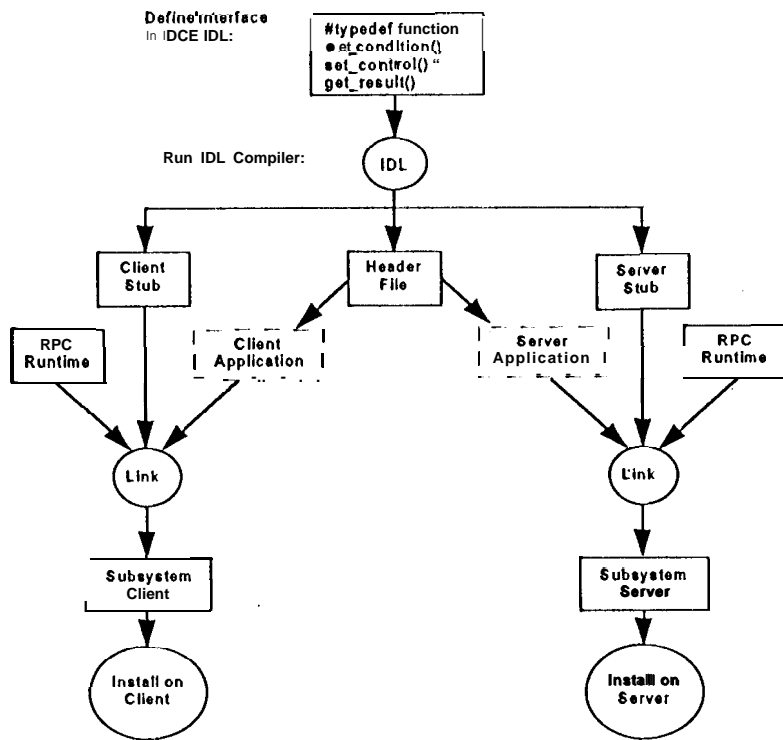 Define Interface
In DCE IDL:
#typedef function
et_condition()
set_control() "
get_result()
Run IDL Compiler:
IDL
Client
Stub
Header
File
Server
Stub
RPC
Runtime
Client
Application
Server
Application
RPC
Runtime
Link
Link
Subsystem
Client
Subsystem
Server
Install on
Client
Install on
Server